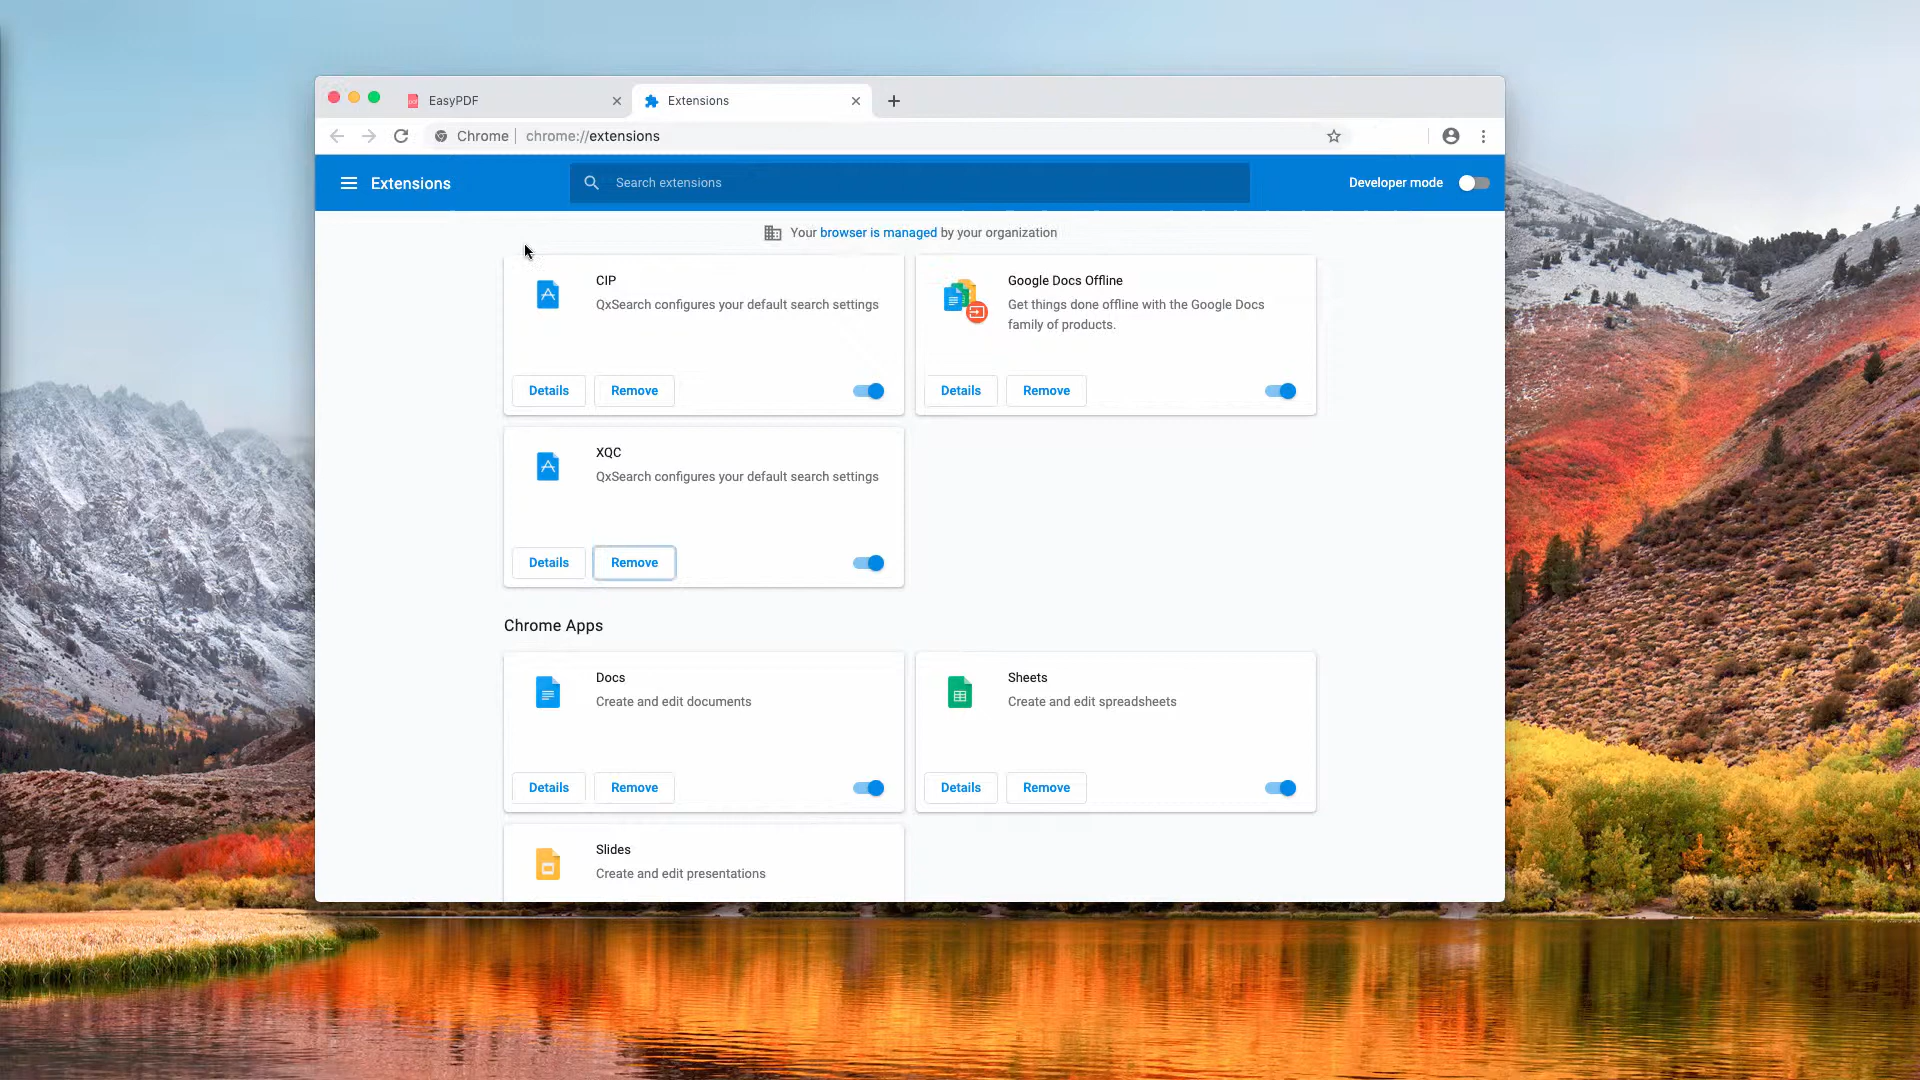 EasyPDF
Extensions
Chrome | chrome://extensions
Extensions
Search extensions
Developer mode
Your browser is managed by your organization
CIP
QxSearch configures your default search settings
Details
Remove
Google Docs Offline
Get things done offline with the Google Docs
family of products.
Details
Remove
XQC
QxSearch configures your default search settings
Details
Remove
Chrome Apps
Docs
Create and edit documents
Details
Remove
Sheets
Create and edit spreadsheets
Details
Remove
Slides
Create and edit presentations